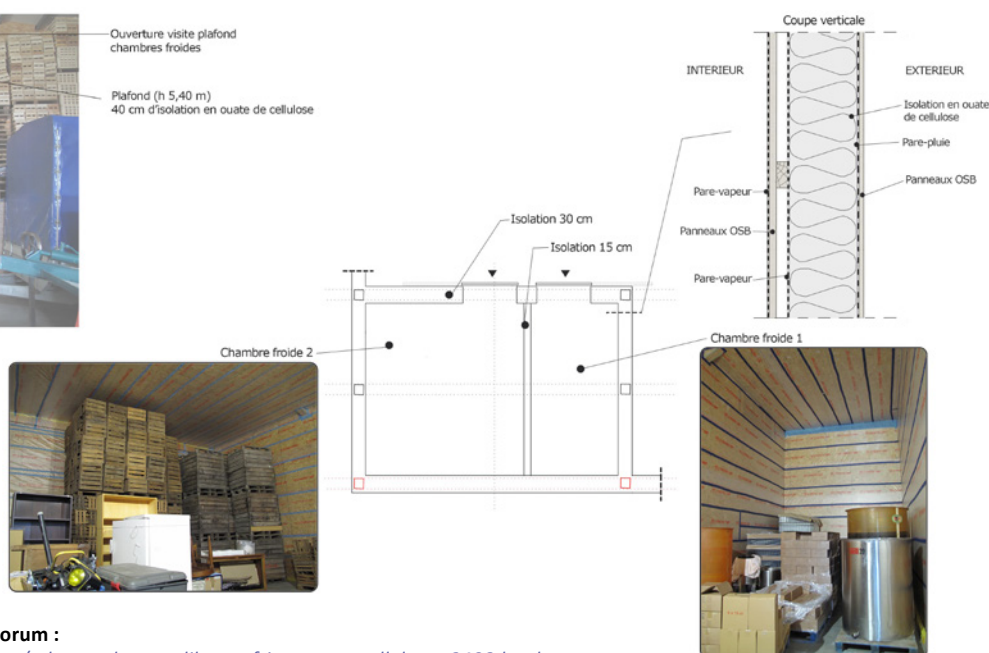 Ouverture visite plafond
chambres froides
Plafond (h 5,40 m)
40 cm d'isolation en ouate de cellulose
Coupe verticale
INTERIEUR
EXTERIEUR
Isolation en ouate
de cellulose
Pare-pluie
Panneaux OSB
Pare-vapeur
Panneaux OSB
Pare-vapeur
Isolation 30 cm
Isolation 15 cm
Chambre froide 2
Chambre froide 1
orum :